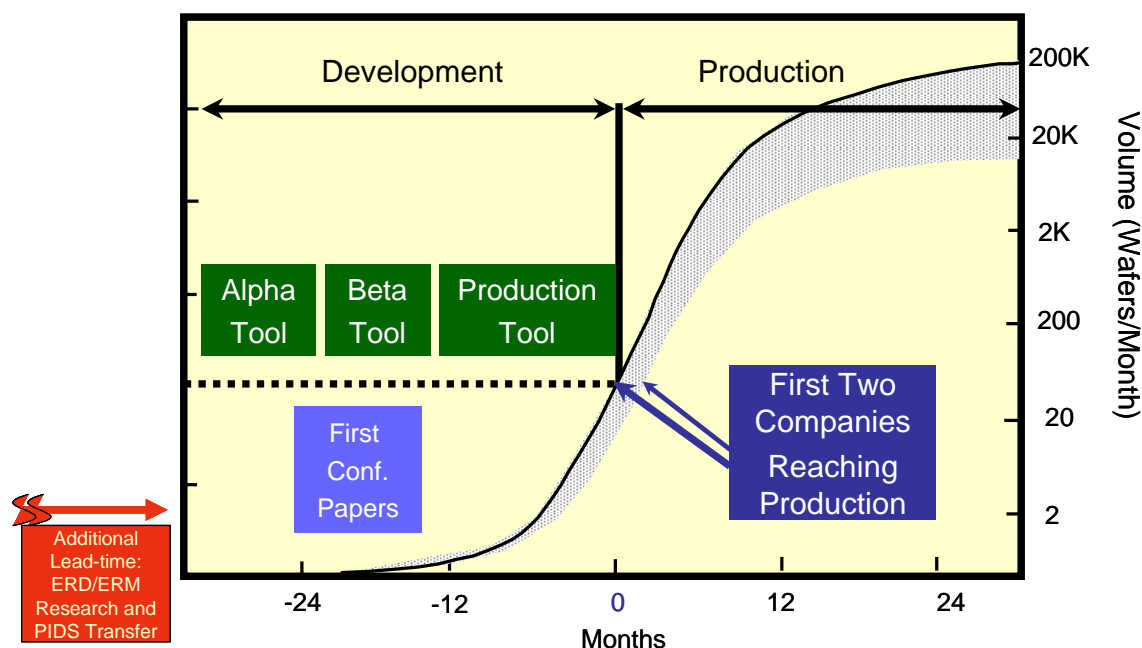 Development
Production
200K
20K
2K
200
20
2
Volume (Wafers/Month)
Alpha
Tool
Beta
Tool
Production
Tool
First
Conf.
Papers
First Two
Companies
Reaching
Production
Additional
Lead-time:
ERD/ERM
Research and
PIDS Transfer
-24
-12
0
12
24
Months